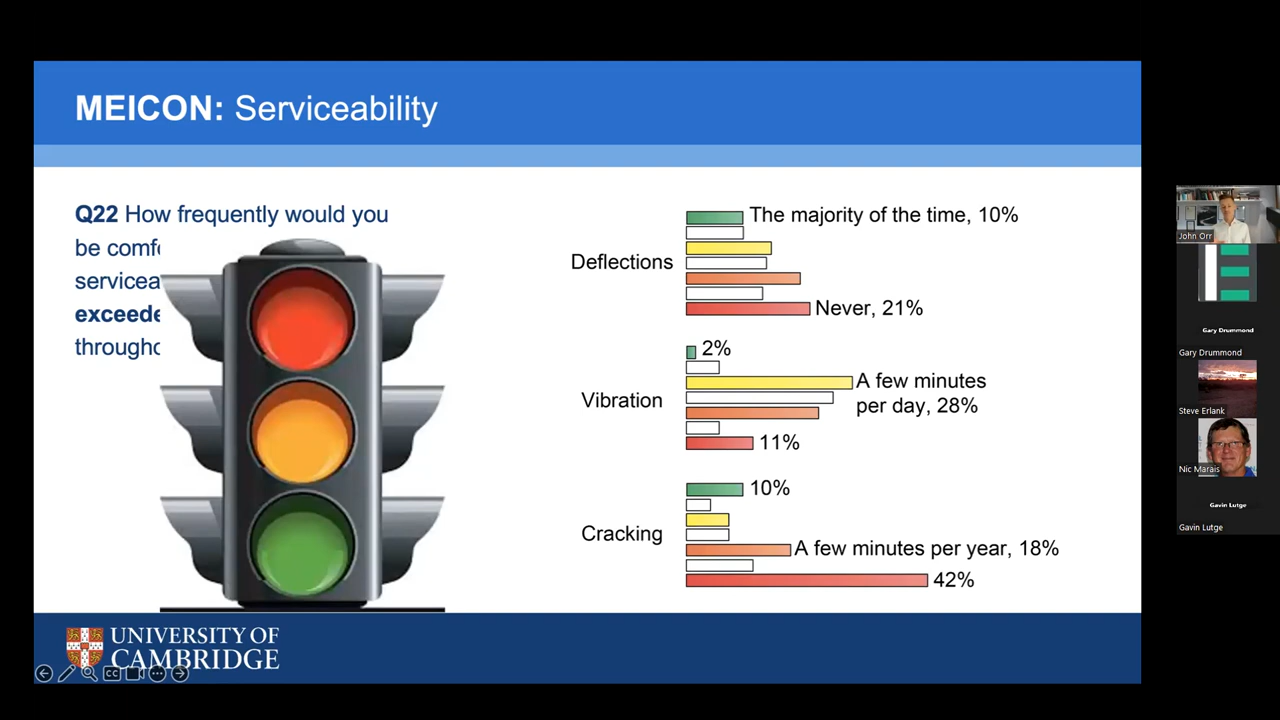 MEICON: Serviceability
Q22 How frequently would you
be comf
servicea
exceede
througho
Deflections
The majority of the time, 10%
Never, 21%
Vibration
2%
A few minutes
per day, 28%
11%
Cracking
10%
A few minutes per year, 18%
42%
UNIVERSITY OF
CAMBRIDGE
CC
John Orr
Gary Drummond
Gary Drummond
Steve Erlank
Nic Marais
Gavin Lutge
Gavin Lutge